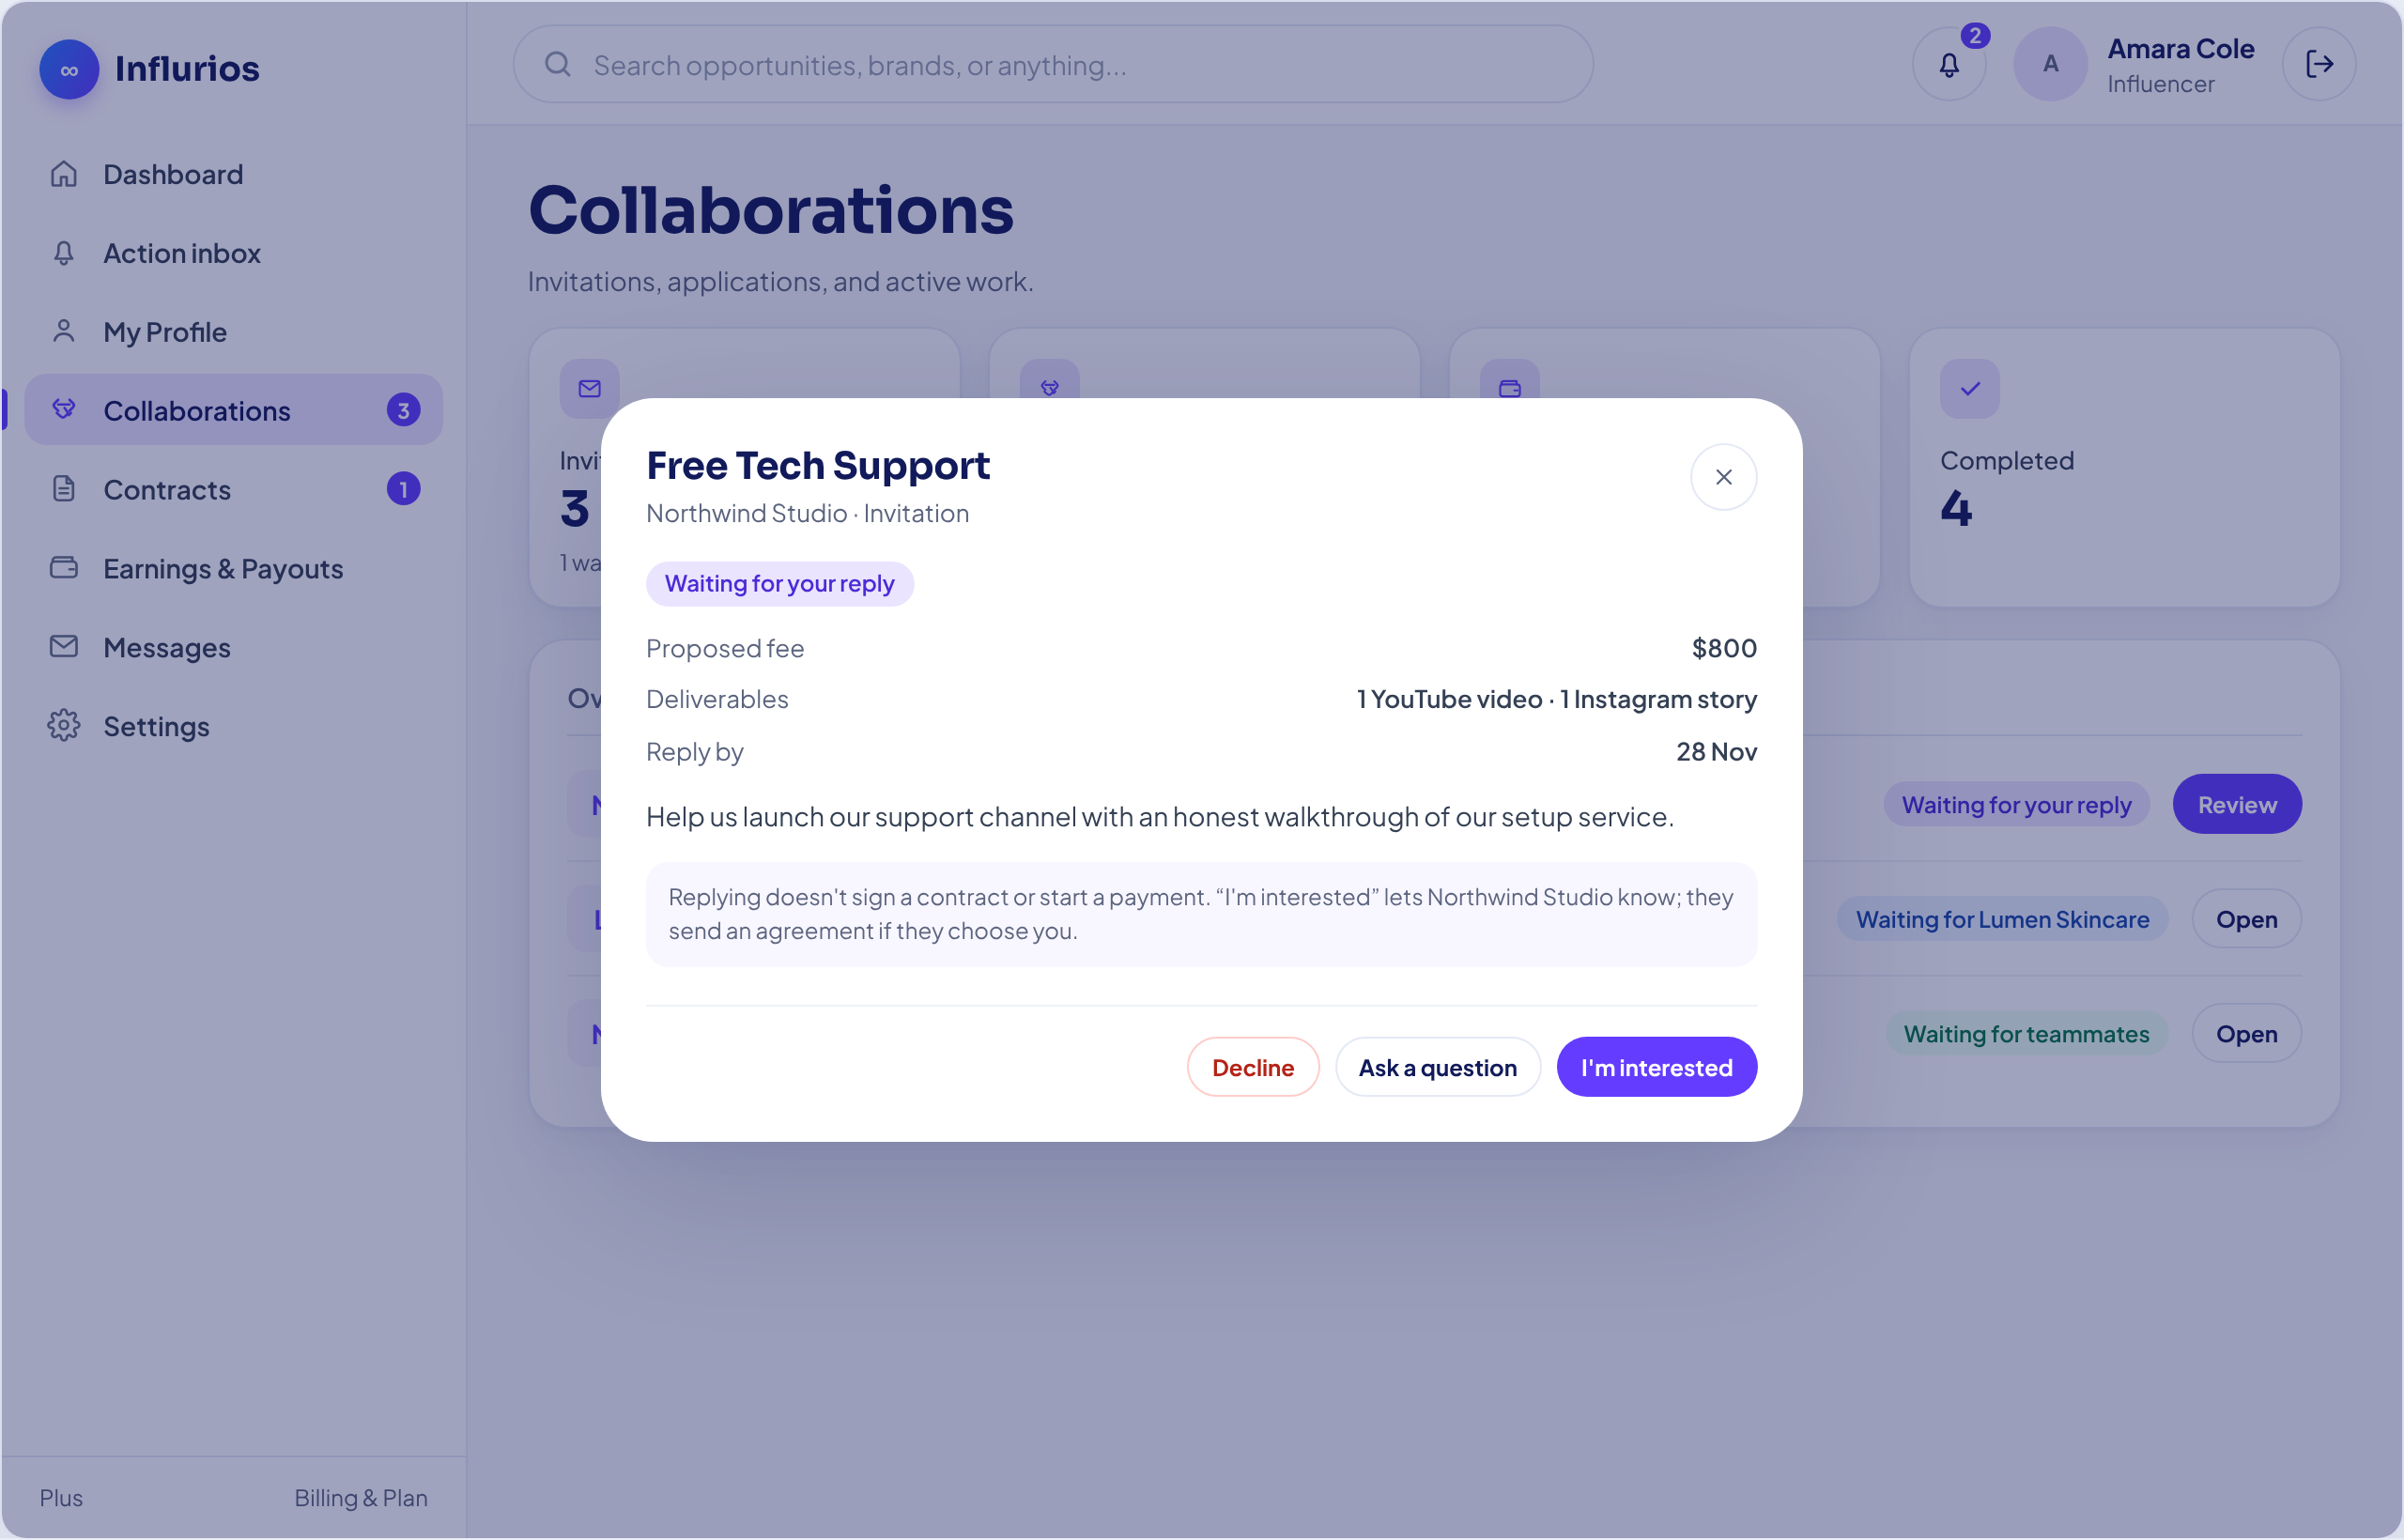 ∞ Influrios
Search opportunities, brands, or anything...
2
A
Amara Cole
Influencer
Dashboard
Action inbox
My Profile
Collaborations 3
Contracts 1
Earnings & Payouts
Messages
Settings
Plus
Billing & Plan
Collaborations
Invitations, applications, and active work.
3
Completed
4
Free Tech Support
Northwind Studio · Invitation
Waiting for your reply
Proposed fee $800
Deliverables 1 YouTube video · 1 Instagram story
Reply by 28 Nov
Help us launch our support channel with an honest walkthrough of our setup service.
Replying doesn't sign a contract or start a payment. “I'm interested” lets Northwind Studio know; they
send an agreement if they choose you.
Decline
Ask a question
I'm interested
Waiting for your reply Review
Waiting for Lumen Skincare Open
Waiting for teammates Open